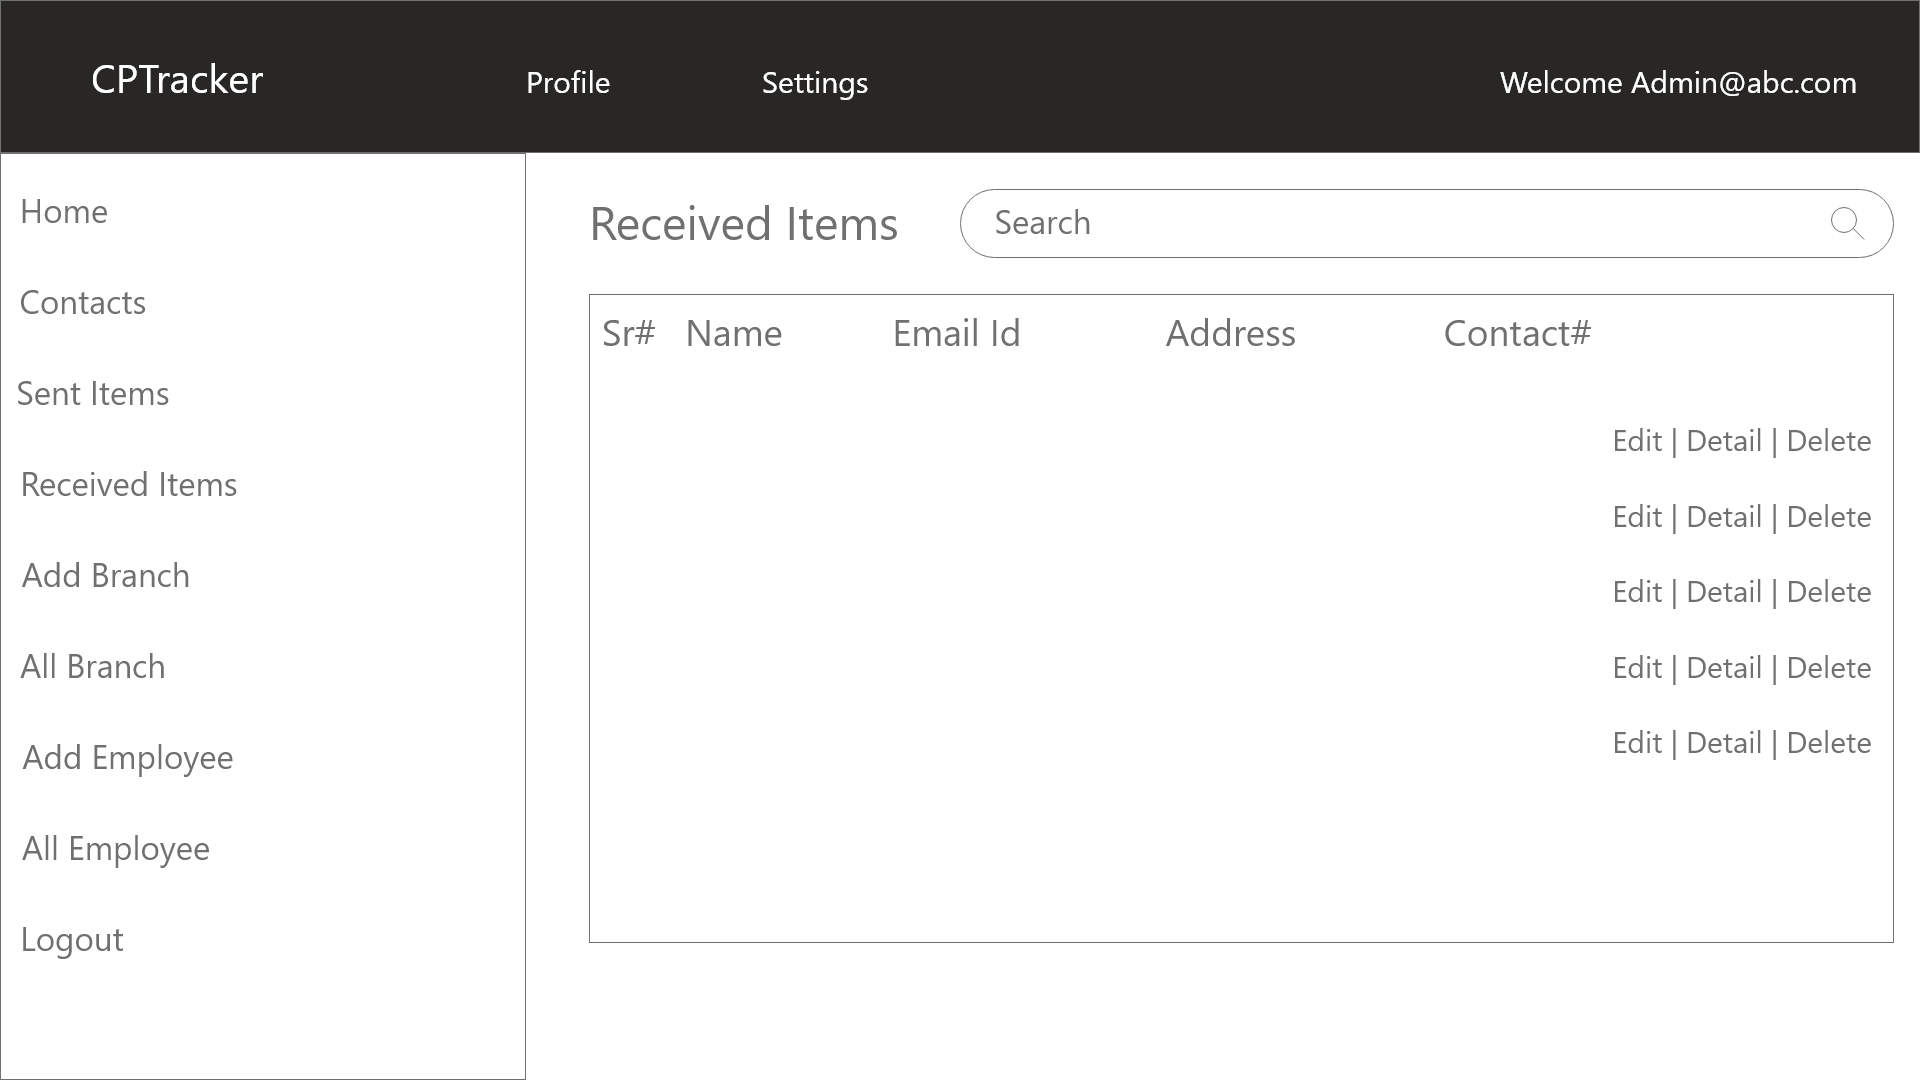 CPTracker Profile Settings Welcome Admin@abc.com
Home
Contacts
Sent Items
Received Items
Add Branch
All Branch
Add Employee
All Employee
Logout
Received Items
Search
Sr# Name Email Id Address Contact#
Edit | Detail | Delete
Edit | Detail | Delete
Edit | Detail | Delete
Edit | Detail | Delete
Edit | Detail | Delete